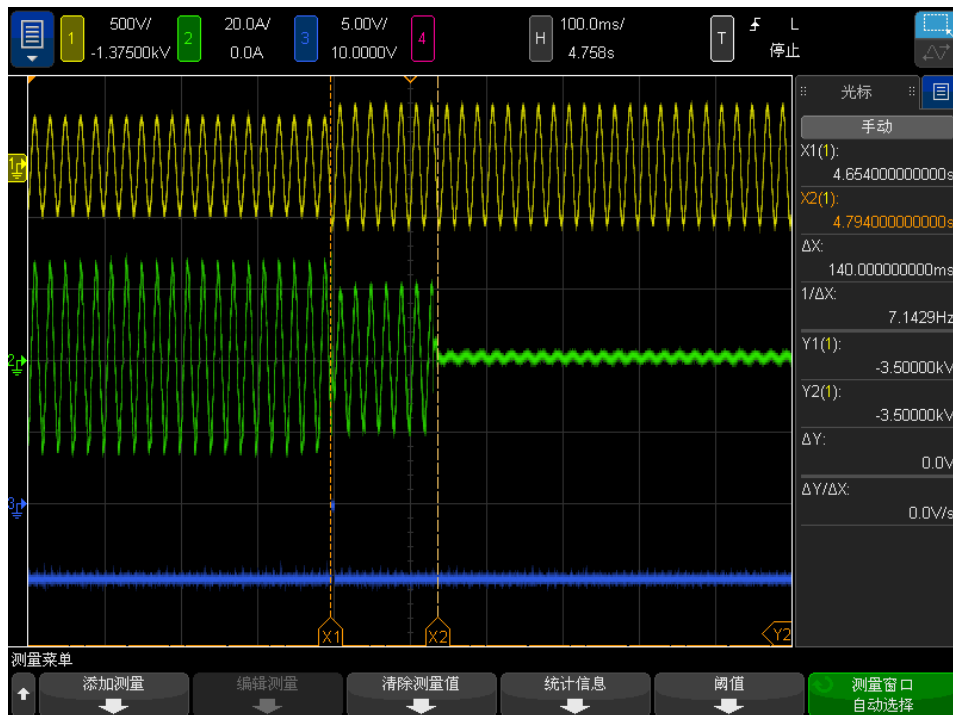 500V/
20.0A/
5.00V/
100.0ms/
L
1
2
3
4
H
T
-1.37500kV
0.0A
10.0000V
4.758s
停止
光标
手动
X1(1):
4.654000000000s
X2(1):
4.794000000000s
ΔX:
140.000000000ms
1/ΔX:
7.1429Hz
Y1(1):
-3.50000kV
Y2(1):
-3.50000kV
ΔY:
0.0V
ΔY/ΔX:
0.0V/s
1
2
3
X1
X2
Y2
测量菜单
添加测量
编辑测量
清除测量值
统计信息
阈值
测量窗口
自动选择